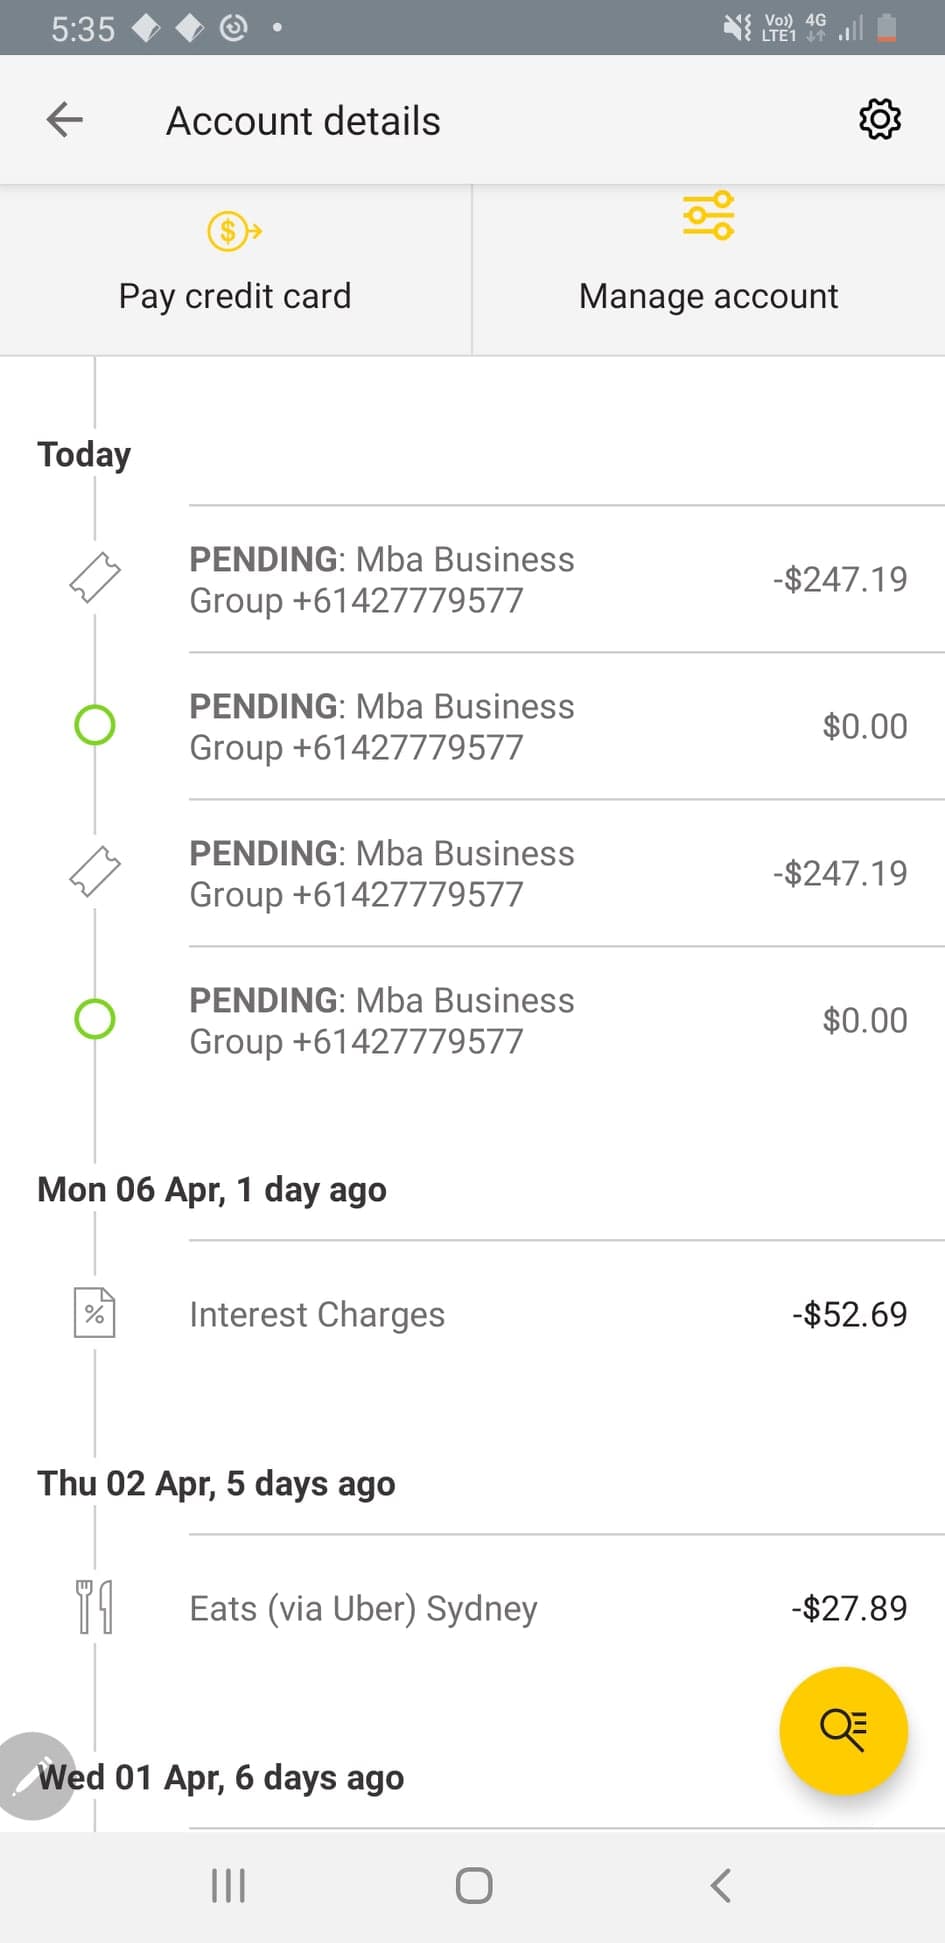 5:35
Vo)) 4G
LTE1
Account details
Pay credit card
Manage account
Today
PENDING: Mba Business
Group +61427779577
-$247.19
PENDING: Mba Business
Group +61427779577
$0.00
PENDING: Mba Business
Group +61427779577
-$247.19
PENDING: Mba Business
Group +61427779577
$0.00
Mon 06 Apr, 1 day ago
%
Interest Charges
-$52.69
Thu 02 Apr, 5 days ago
Eats (via Uber) Sydney
-$27.89
Wed 01 Apr, 6 days ago